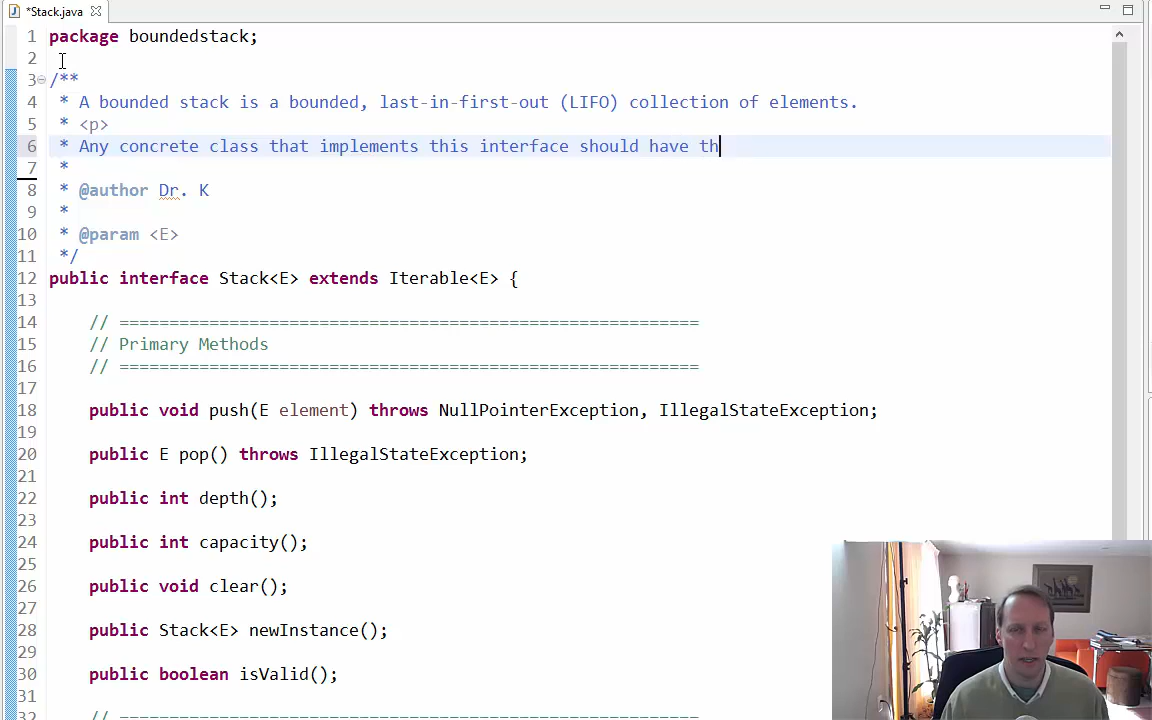 *Stack.java
1 package boundedstack;
2
3 /**
4 * A bounded stack is a bounded, last-in-first-out (LIFO) collection of elements.
5 * <p>
6 * Any concrete class that implements this interface should have th
7 *
8 * @author Dr. K
9 *
10 * @param <E>
11 */
12 public interface Stack<E> extends Iterable<E> {
13
14 // ==========================================================
15 // Primary Methods
16 // ==========================================================
17
18 public void push(E element) throws NullPointerException, IllegalStateException;
19
20 public E pop() throws IllegalStateException;
21
22 public int depth();
23
24 public int capacity();
25
26 public void clear();
27
28 public Stack<E> newInstance();
29
30 public boolean isValid();
31
32 // ==========================================================